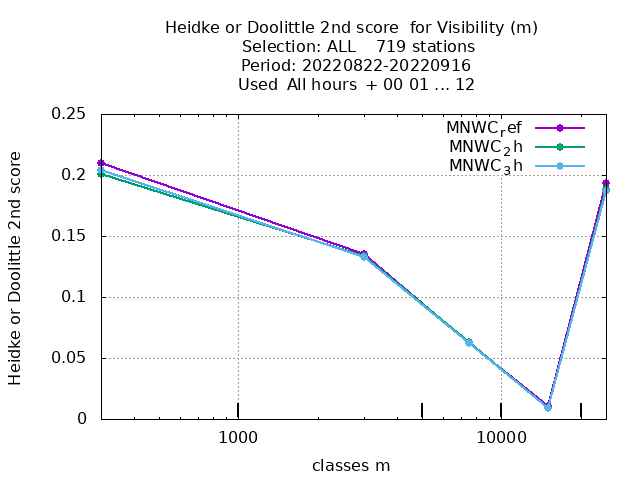 Heidke or Doolittle 2nd score  for Visibility (m)
Selection: ALL    719 stations
Period: 20220822-20220916
Used  All hours  + 00 01 ... 12
MNWC_ref
MNWC_2h
MNWC_3h
0.25
0.2
0.15
0.1
0.05
0
Heidke or Doolittle 2nd score
1000
10000
classes m